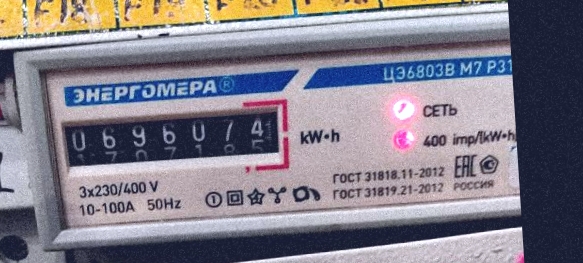 ЭНЕРГОМЕРА®
ЦЭ6803В М7 Р31
0696074
kW•h
СЕТЬ
400 imp/kW•h
3x230/400 V
10-100A 50Hz
ГОСТ 31818.11-2012
ГОСТ 31819.21-2012
ЕАС
РОССИЯ